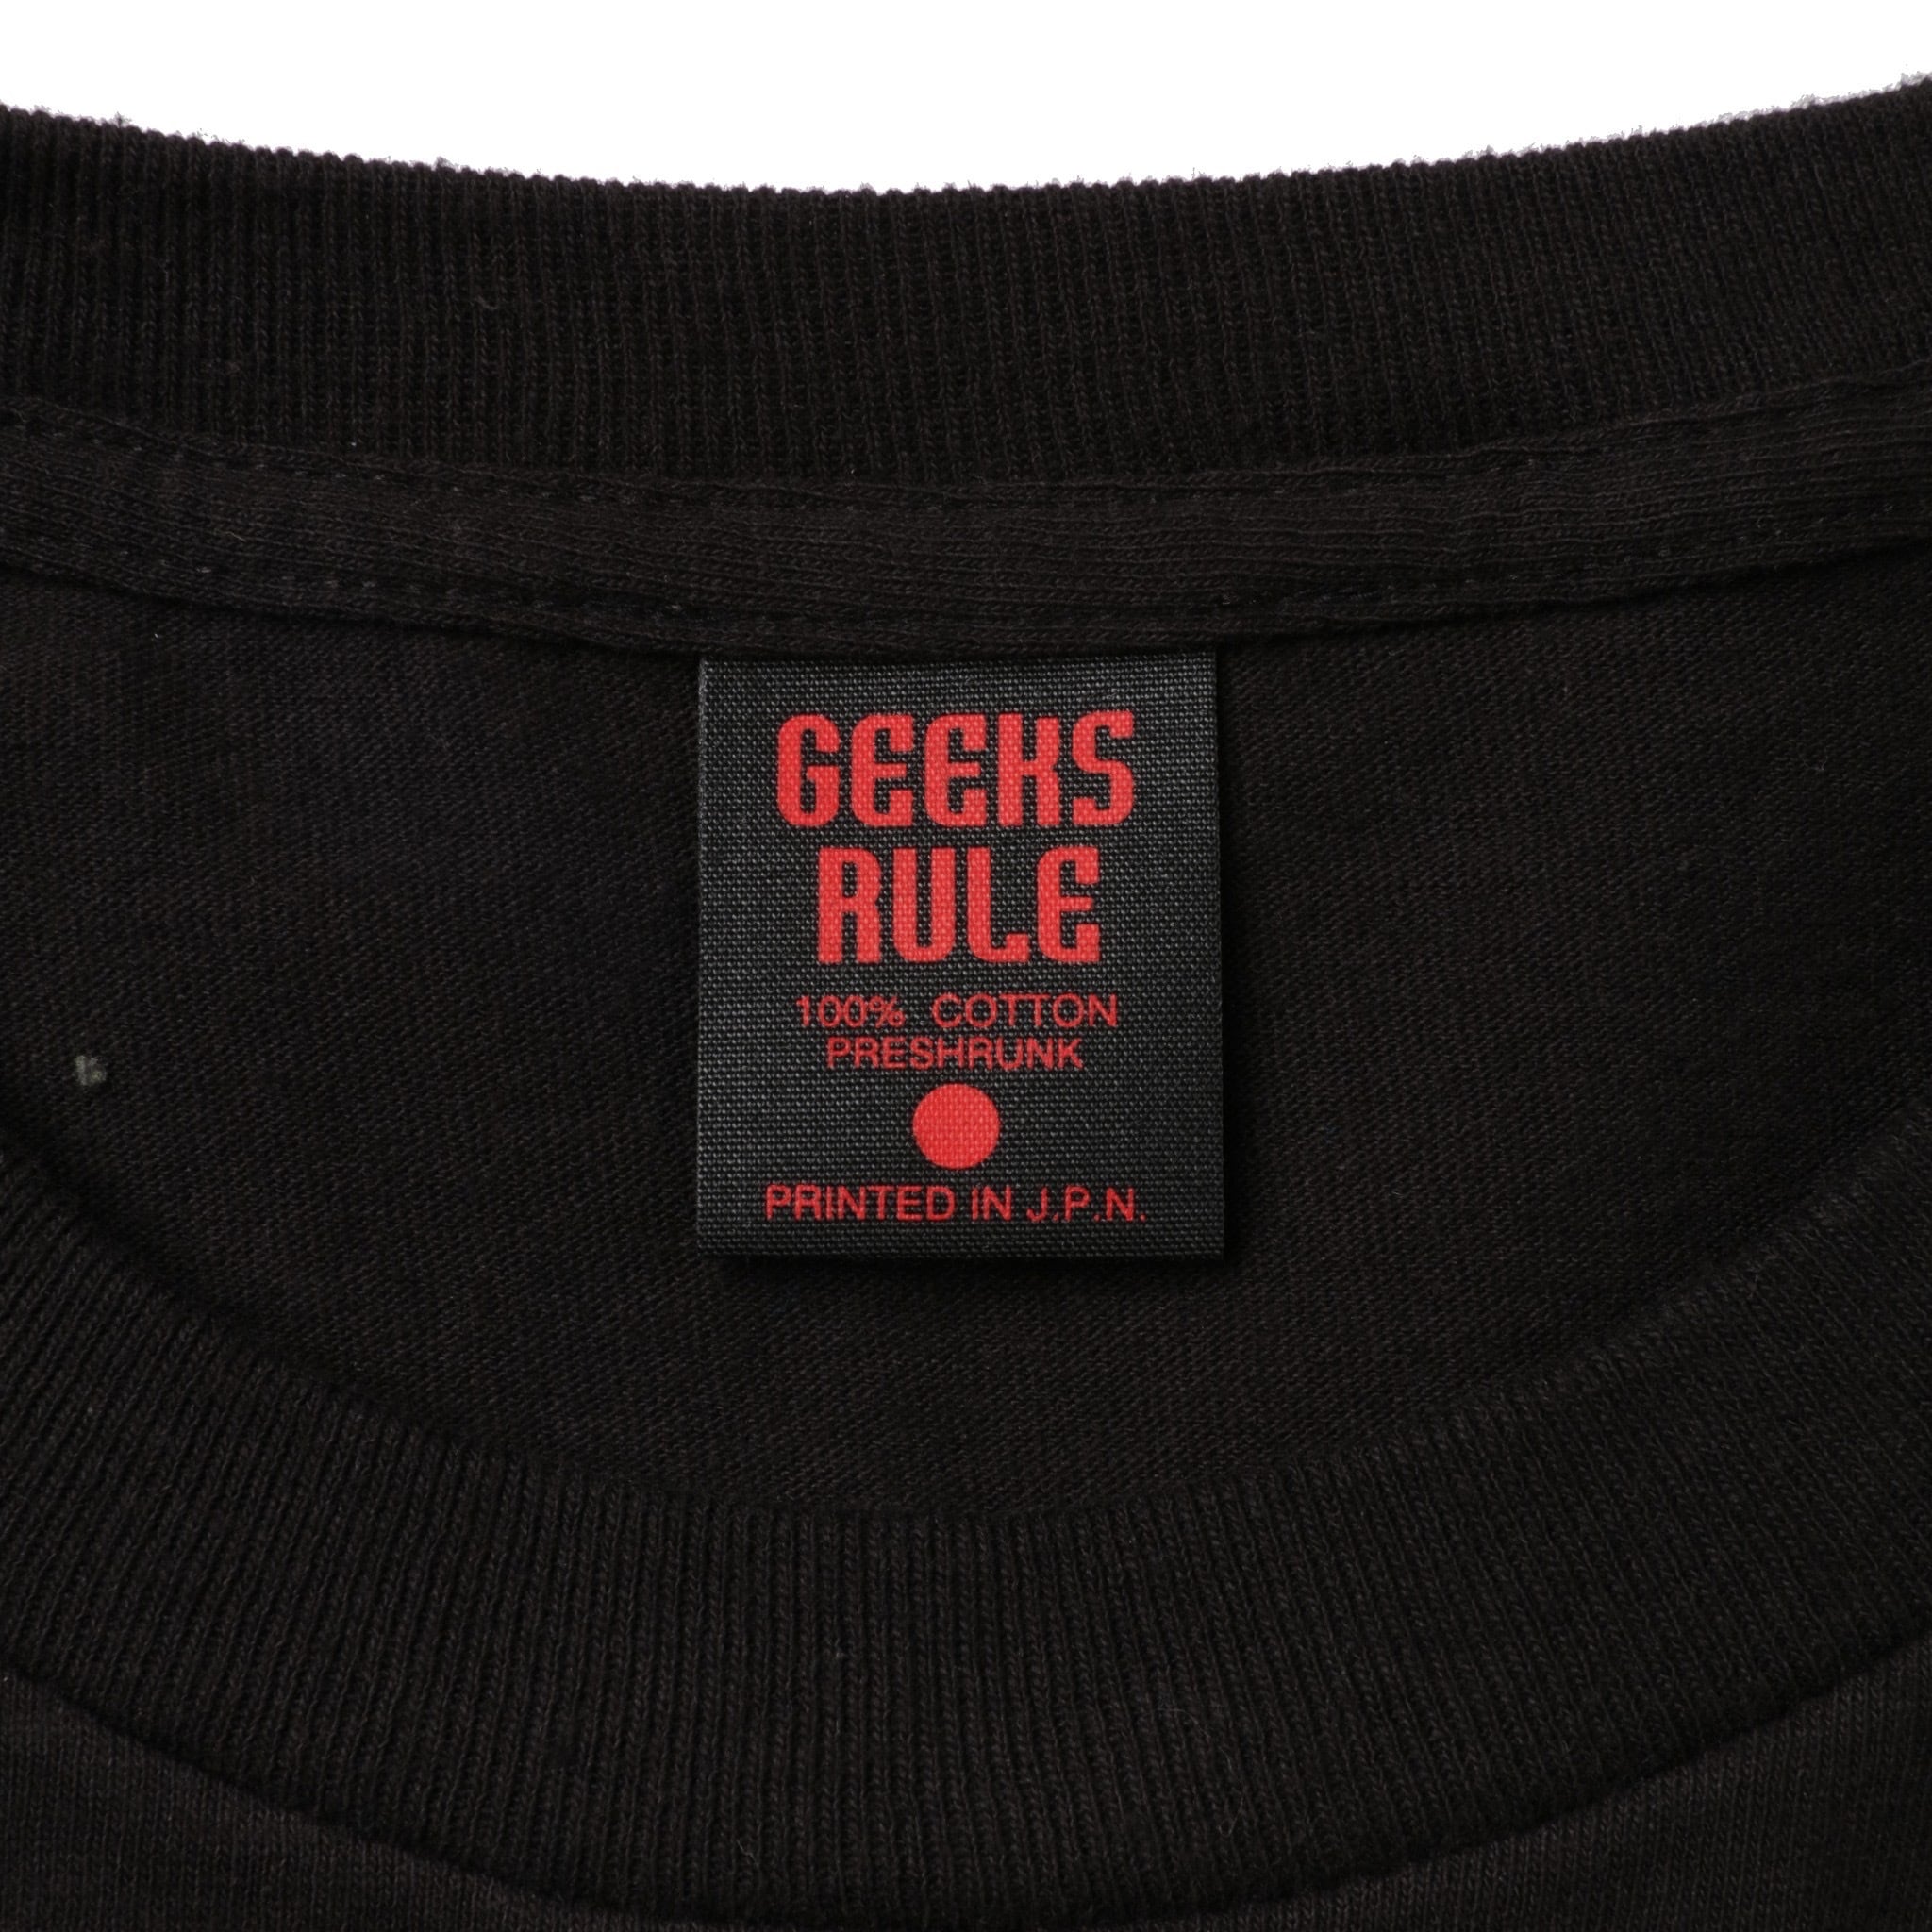 GEEKS
RULE
100% COTTON
PRESHRUNK
PRINTED IN J.P.N.